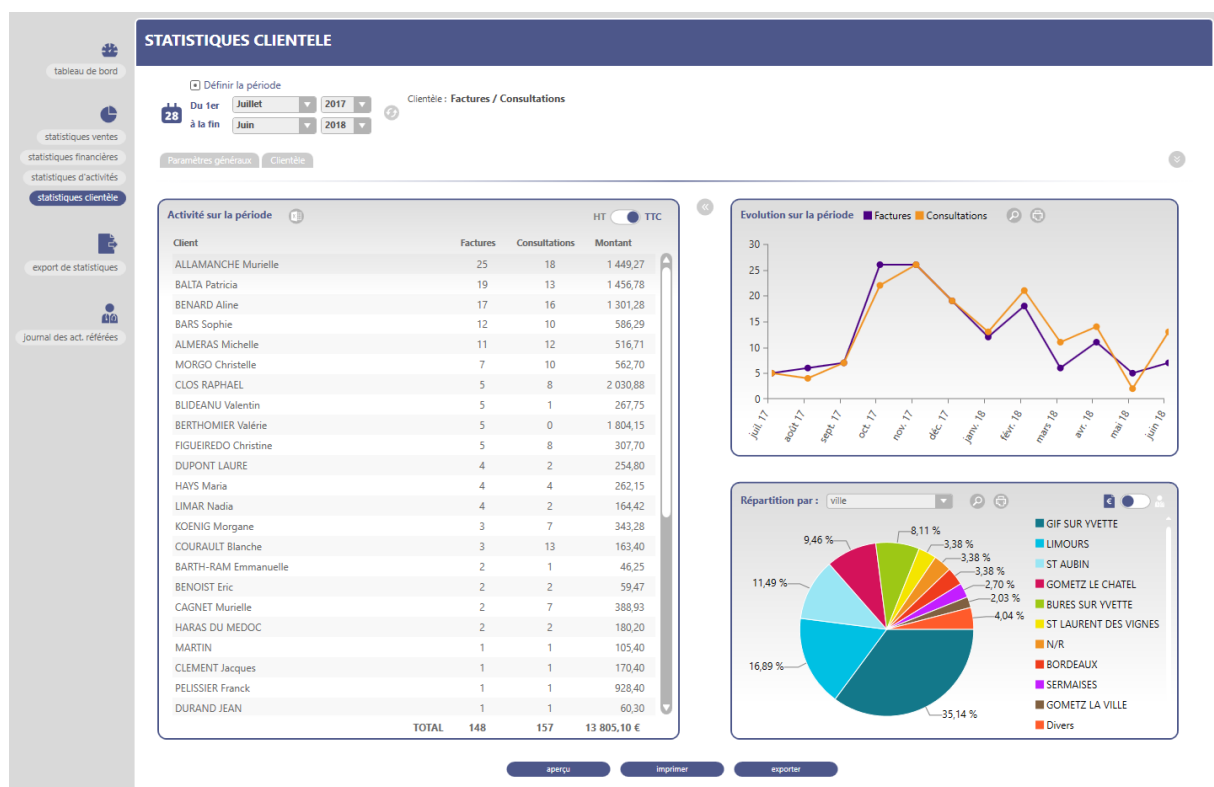 STATISTIQUES CLIENTELE
tableau de bord
statistiques ventes
statistiques financières
statistiques d'activités
statistiques clientèle
export de statistiques
journal des act. référées
Définir la période
28
Du 1er Juillet 2017
à la fin Juin 2018
Clientèle : Factures / Consultations
Paramètres généraux Clientèle
Activité sur la période HT TTC
Client Factures Consultations Montant
ALLAMANCHE Murielle 25 18 1 449,27
BALTA Patricia 19 13 1 456,78
BENARD Aline 17 16 1 301,28
BARS Sophie 12 10 586,29
ALMERAS Michelle 11 12 516,71
MORGO Christelle 7 10 562,70
CLOS RAPHAEL 5 8 2 030,88
BLIDEANU Valentin 5 1 267,75
BERTHOMIER Valérie 5 0 1 804,15
FIGUEIREDO Christine 5 8 307,70
DUPONT LAURE 4 2 254,80
HAYS Maria 4 4 262,15
LIMAR Nadia 4 2 164,42
KOENIG Morgane 3 7 343,28
COURAULT Blanche 3 13 163,40
BARTH-RAM Emmanuelle 2 1 46,25
BENOIST Eric 2 2 59,47
CAGNET Murielle 2 7 388,93
HARAS DU MEDOC 2 2 180,20
MARTIN 1 1 105,40
CLEMENT Jacques 1 1 170,40
PELISSIER Franck 1 1 928,40
DURAND JEAN 1 1 60,30
TOTAL 148 157 13 805,10 €
Evolution sur la période Factures Consultations
30
25
20
15
10
5
0
juil. 17 août 17 sept. 17 oct. 17 nov. 17 déc. 17 janv. 18 févr. 18 mars 18 avr. 18 mai 18 juin 18
Répartition par : ville €
8,11 %
9,46 %
3,38 %
3,38 %
3,38 %
11,49 %
2,70 %
2,03 %
4,04 %
16,89 %
35,14 %
GIF SUR YVETTE
LIMOURS
ST AUBIN
GOMETZ LE CHATEL
BURES SUR YVETTE
ST LAURENT DES VIGNES
N/R
BORDEAUX
SERMAISES
GOMETZ LA VILLE
Divers
aperçu imprimer exporter